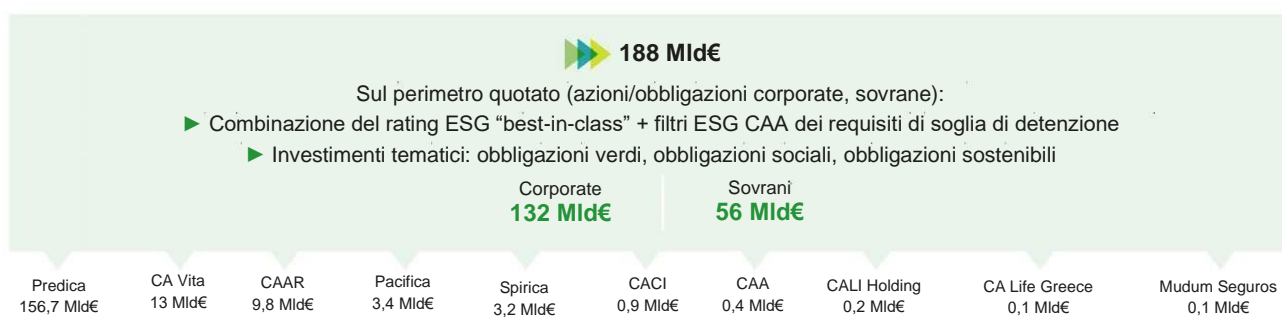 188 Mld€
Sul perimetro quotato (azioni/obbligazioni corporate, sovrane):
► Combinazione del rating ESG “best-in-class” + filtri ESG CAA dei requisiti di soglia di detenzione
► Investimenti tematici: obbligazioni verdi, obbligazioni sociali, obbligazioni sostenibili
Corporate Sovrani
132 Mld€ 56 Mld€
Predica CA Vita CAAR Pacifica Spirica CACI CAA CALI Holding CA Life Greece Mudum Seguros
156,7 Mld€ 13 Mld€ 9,8 Mld€ 3,4 Mld€ 3,2 Mld€ 0,9 Mld€ 0,4 Mld€ 0,2 Mld€ 0,1 Mld€ 0,1 Mld€